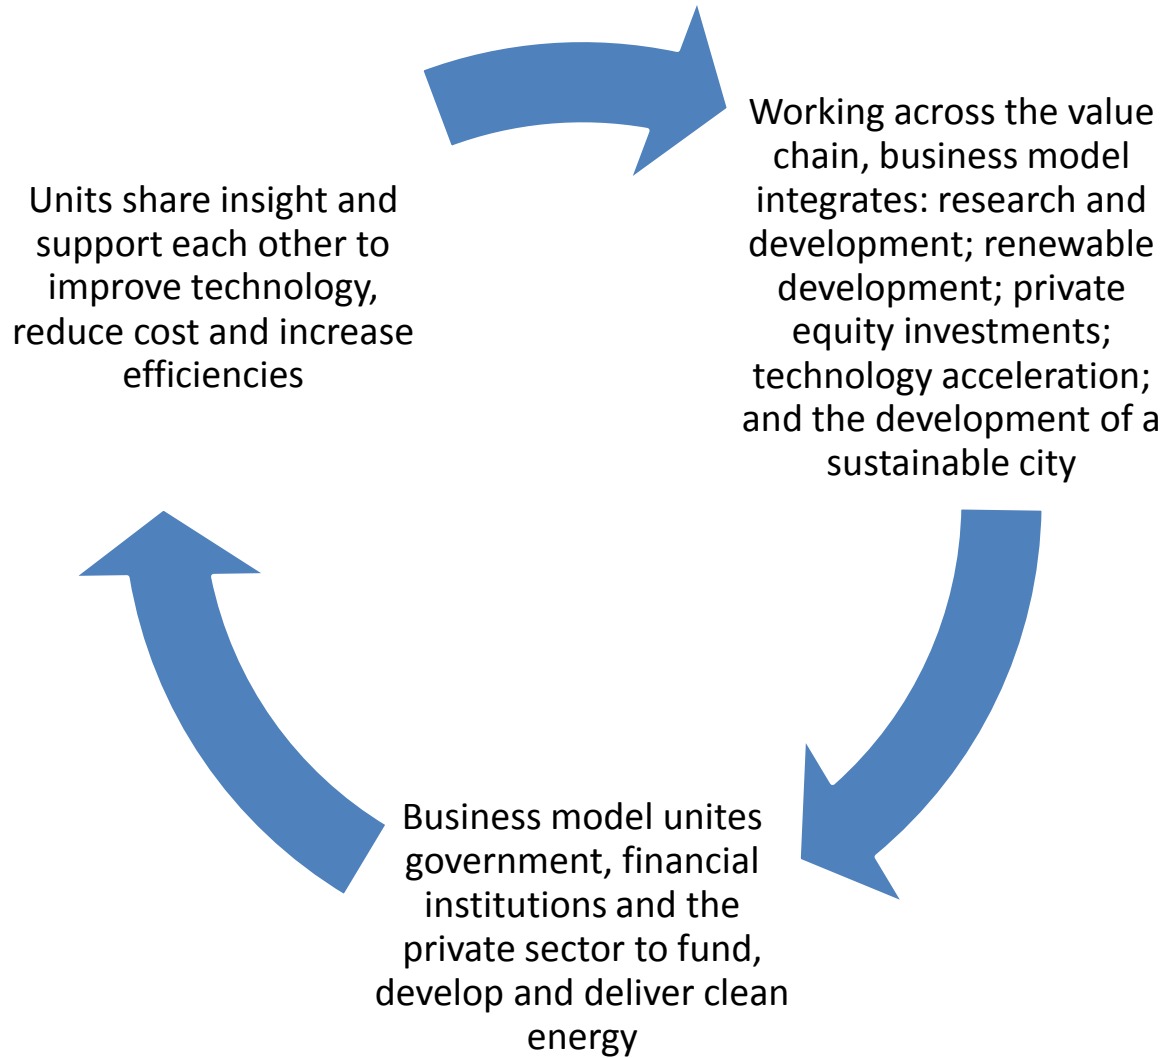 Units share insight and
support each other to
improve technology,
reduce cost and increase
efficiencies
Working across the value
chain, business model
integrates: research and
development; renewable
development; private
equity investments;
technology acceleration;
and the development of a
sustainable city
Business model unites
government, financial
institutions and the
private sector to fund,
develop and deliver clean
energy